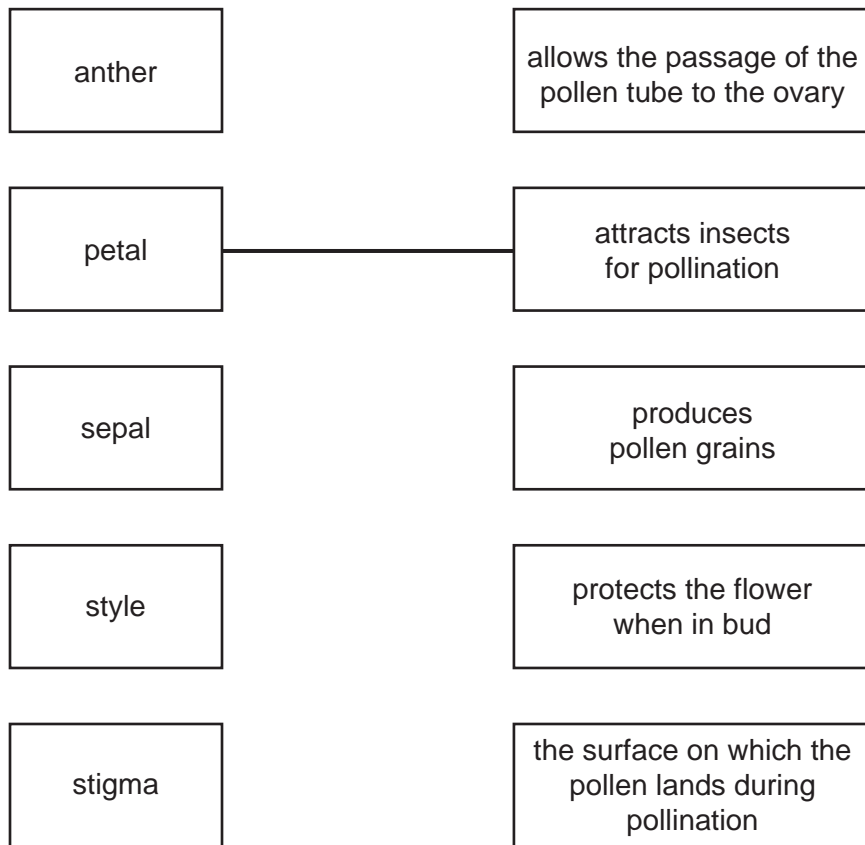 anther
allows the passage of the
pollen tube to the ovary
petal
attracts insects
for pollination
sepal
produces
pollen grains
style
protects the flower
when in bud
stigma
the surface on which the
pollen lands during
pollination